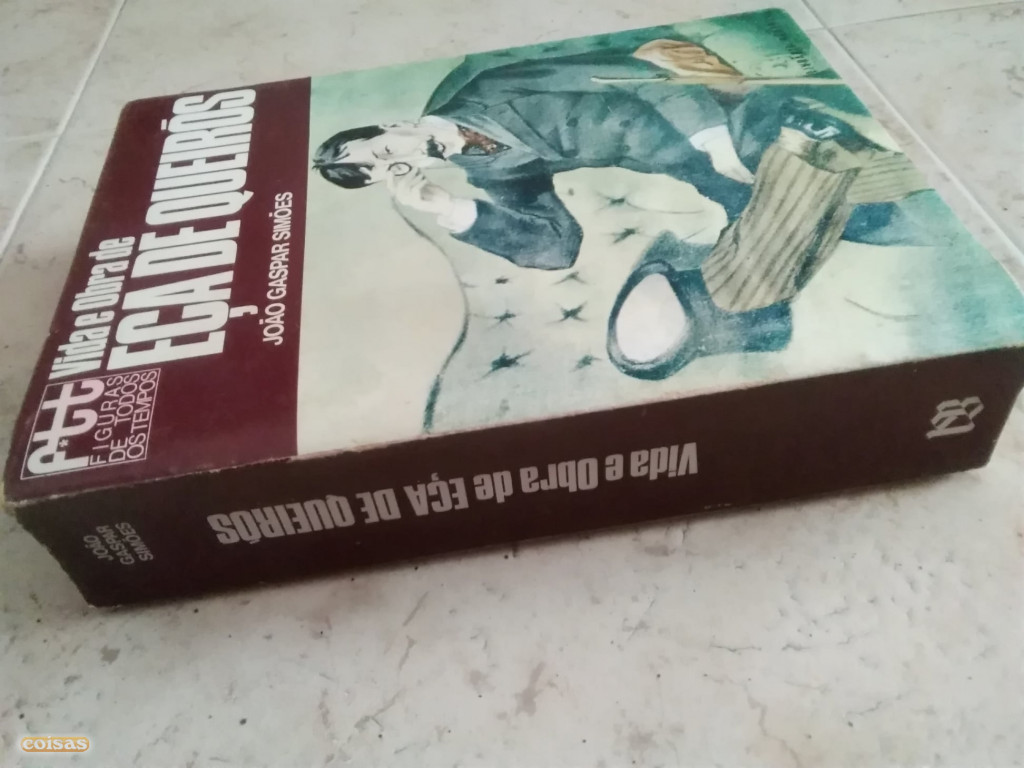 Vida e Obra de
EÇA DE QUEIRÓS
JOÃO GASPAR SIMÕES
f*tt
FIGURAS
DE TODOS
OS TEMPOS
Vida e Obra de EÇA DE QUEIRÓS
JOÃO
GASPAR
SIMÕES
coisas